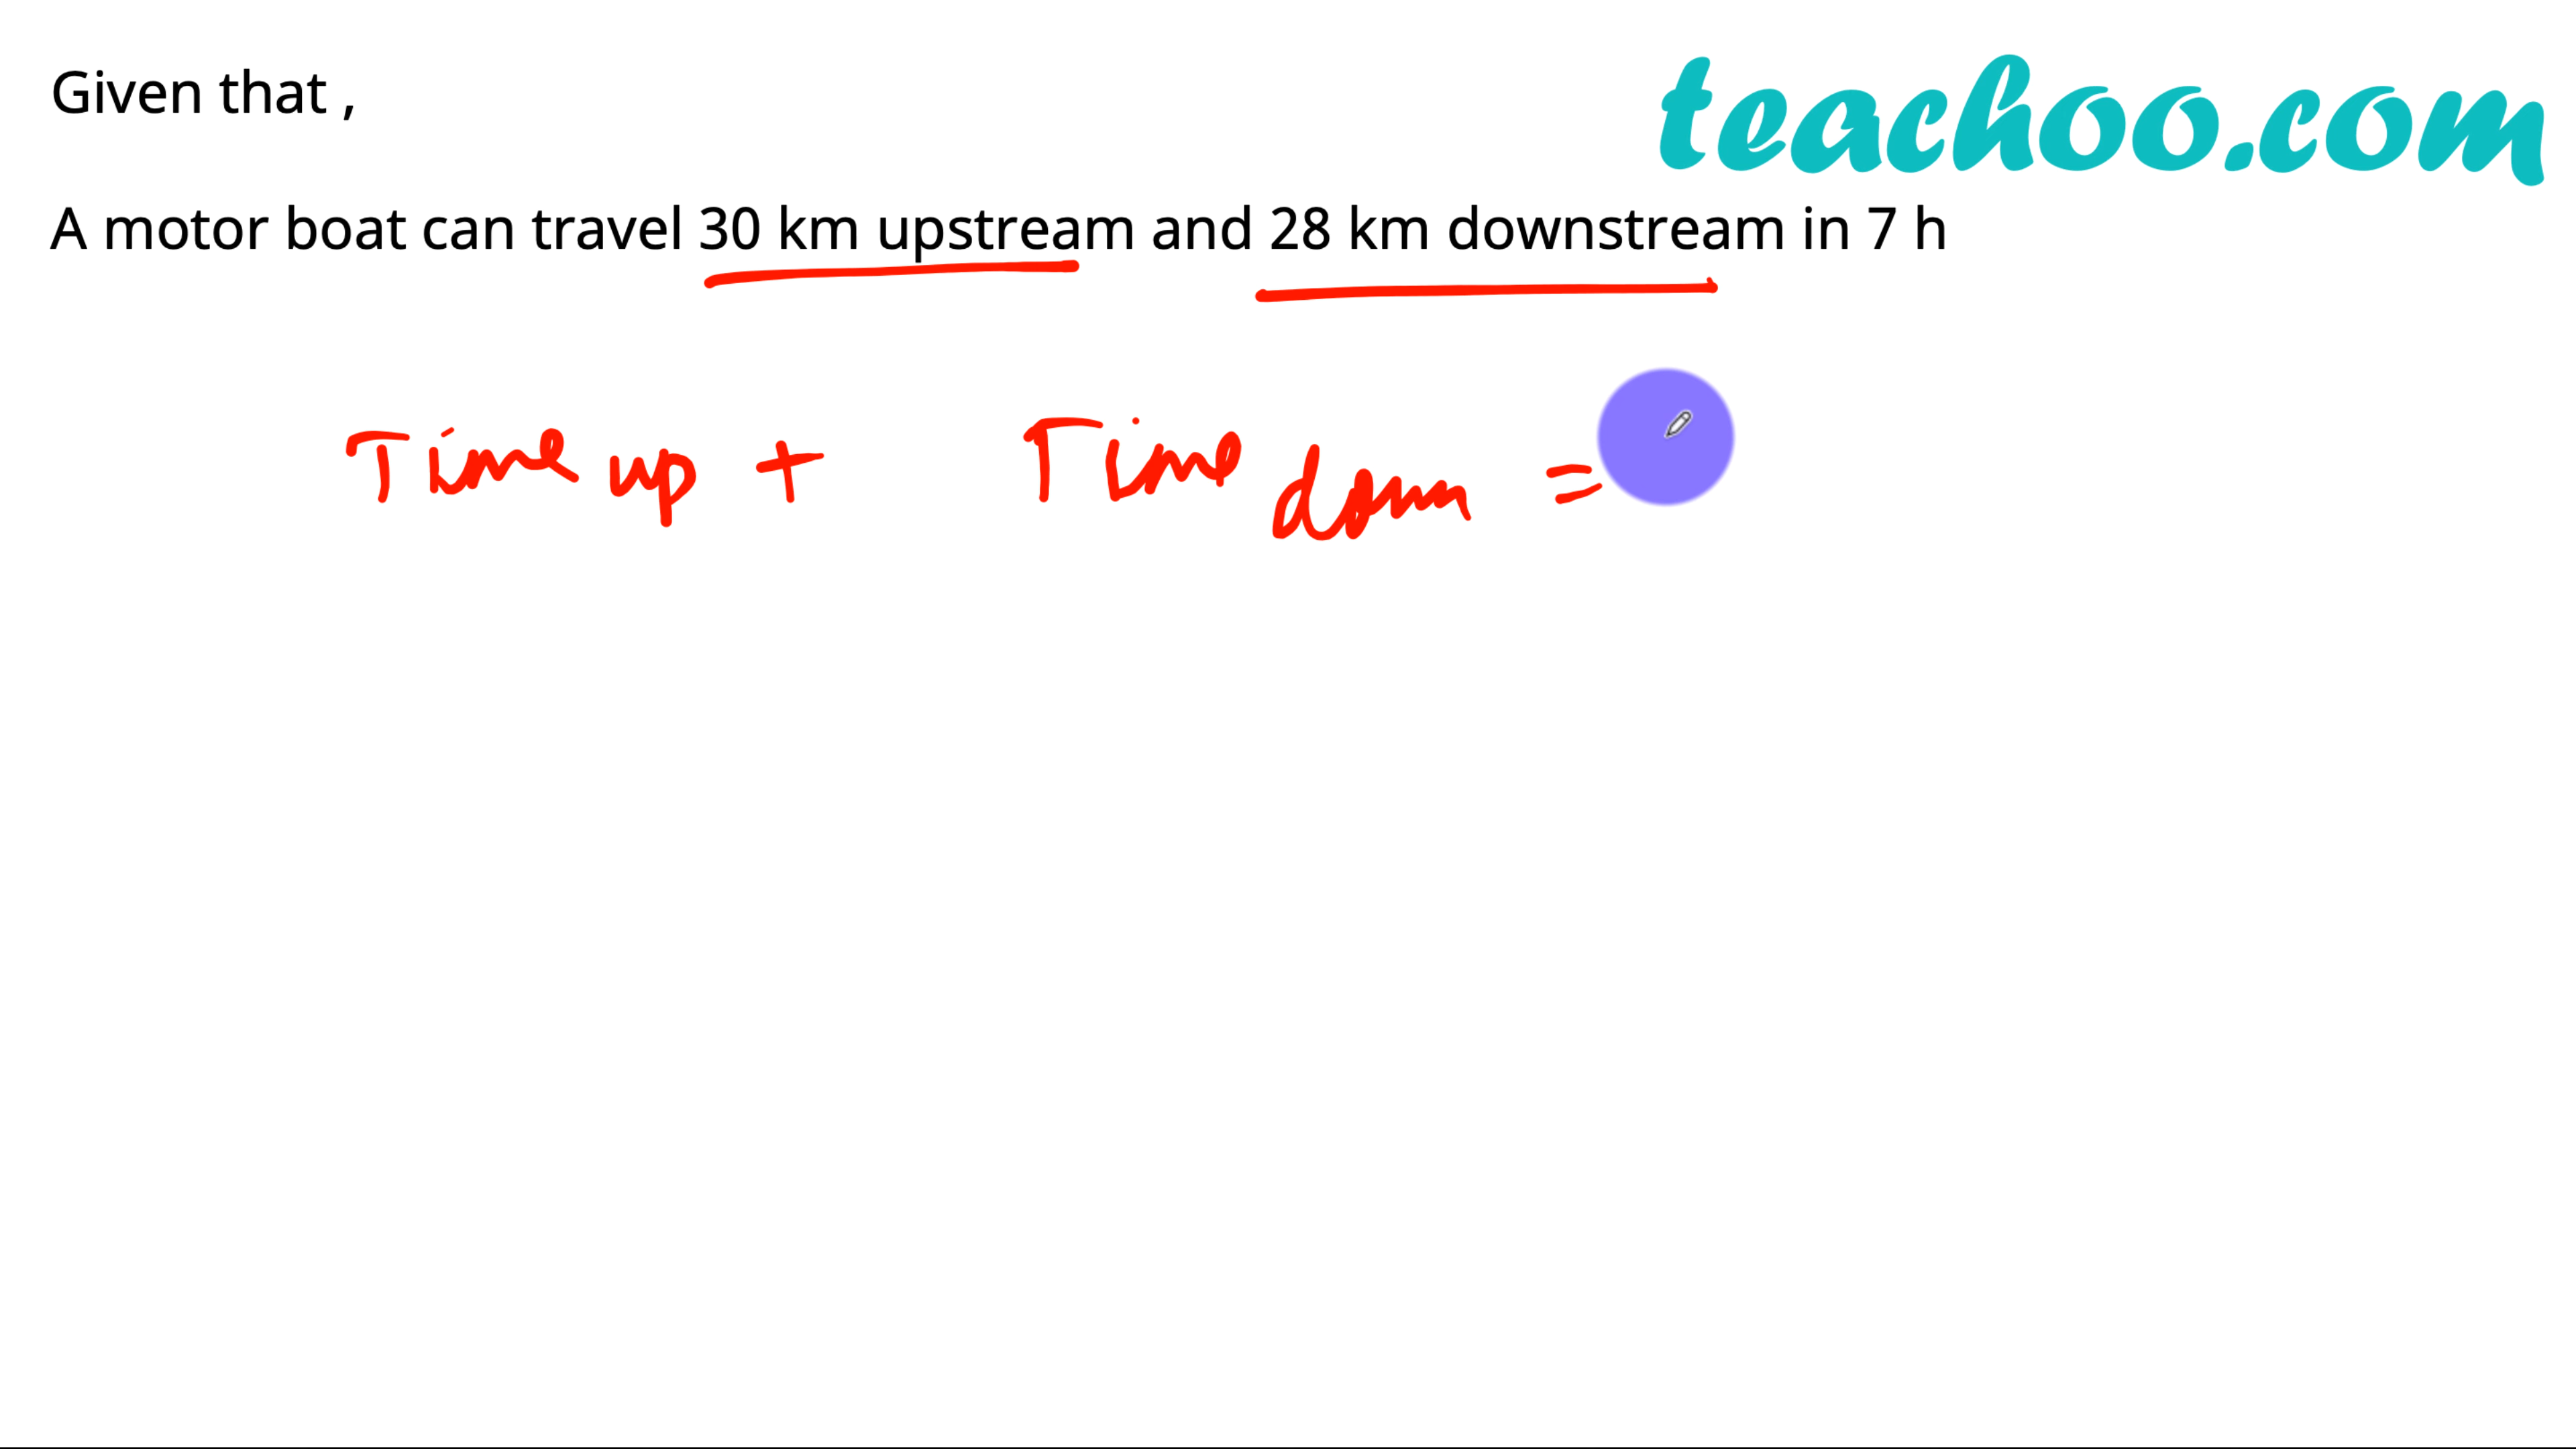 teachoo.com
Given that ,
A motor boat can travel 30 km upstream and 28 km downstream in 7 h
Time up + Time down =